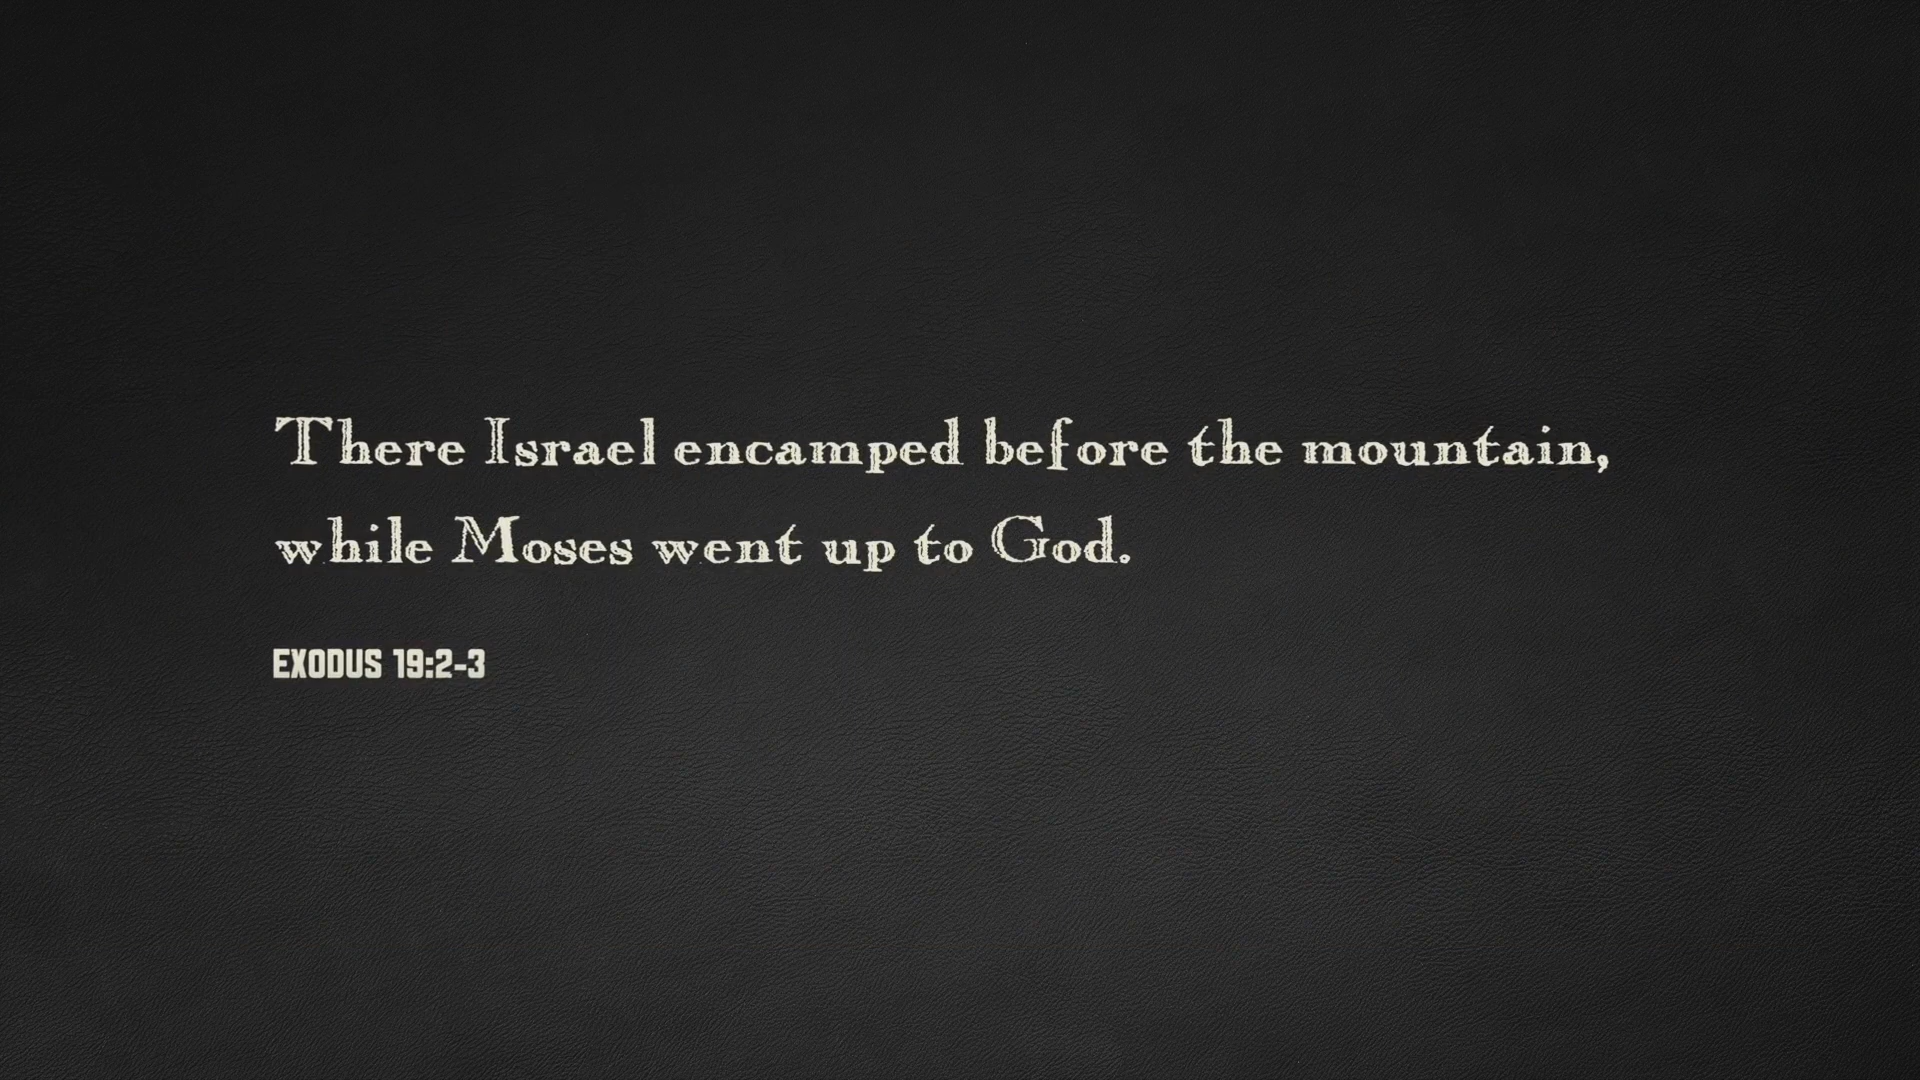 There Israel encamped before the mountain,
while Moses went up to God.
EXODUS 19:2-3